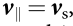 𝝂∥ = 𝝂s,